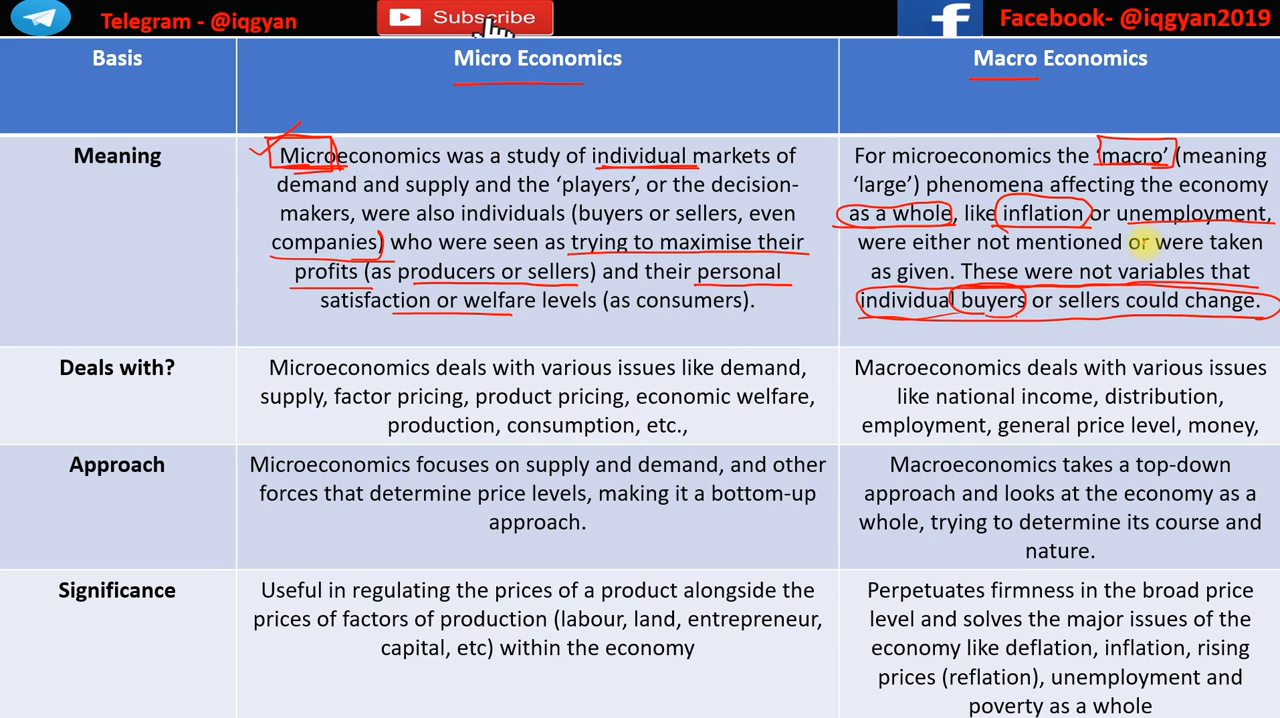 Telegram - @iqgyan
Subscribe
Facebook- @iqgyan2019
Basis
Micro Economics
Macro Economics
Meaning
Microeconomics was a study of individual markets of
demand and supply and the ‘players’, or the decision-
makers, were also individuals (buyers or sellers, even
companies) who were seen as trying to maximise their
profits (as producers or sellers) and their personal
satisfaction or welfare levels (as consumers).
For microeconomics the ‘macro’ (meaning
‘large’) phenomena affecting the economy
as a whole, like inflation or unemployment,
were either not mentioned or were taken
as given. These were not variables that
individual buyers or sellers could change.
Deals with?
Microeconomics deals with various issues like demand,
supply, factor pricing, product pricing, economic welfare,
production, consumption, etc.,
Macroeconomics deals with various issues
like national income, distribution,
employment, general price level, money,
Approach
Microeconomics focuses on supply and demand, and other
forces that determine price levels, making it a bottom-up
approach.
Macroeconomics takes a top-down
approach and looks at the economy as a
whole, trying to determine its course and
nature.
Significance
Useful in regulating the prices of a product alongside the
prices of factors of production (labour, land, entrepreneur,
capital, etc) within the economy
Perpetuates firmness in the broad price
level and solves the major issues of the
economy like deflation, inflation, rising
prices (reflation), unemployment and
poverty as a whole